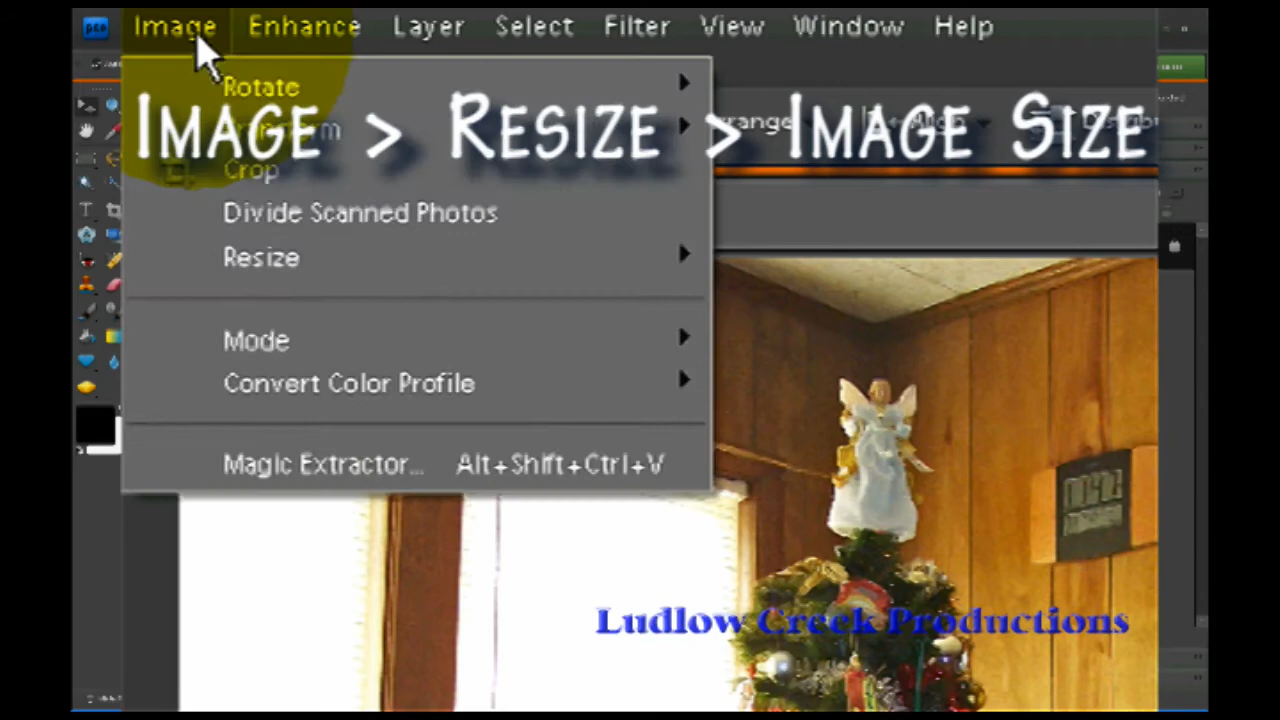 pse Image Enhance Layer Select Filter View Window Help
Rotate
Image > Resize > Image Size
Crop
Divide Scanned Photos
Resize
Mode
Convert Color Profile
Magic Extractor... Alt+Shift+Ctrl+V
Ludlow Creek Productions